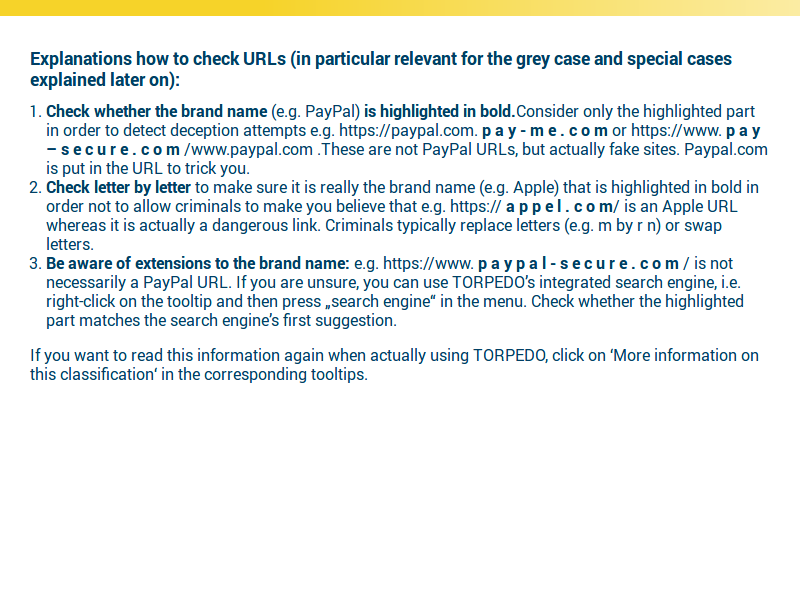 Explanations how to check URLs (in particular relevant for the grey case and special cases
explained later on):
1. Check whether the brand name (e.g. PayPal) is highlighted in bold.Consider only the highlighted part
in order to detect deception attempts e.g. https://paypal.com. p a y - m e . c o m or https://www. p a y
– s e c u r e . c o m /www.paypal.com .These are not PayPal URLs, but actually fake sites. Paypal.com
is put in the URL to trick you.
2. Check letter by letter to make sure it is really the brand name (e.g. Apple) that is highlighted in bold in
order not to allow criminals to make you believe that e.g. https:// a p p e l . c o m/ is an Apple URL
whereas it is actually a dangerous link. Criminals typically replace letters (e.g. m by r n) or swap
letters.
3. Be aware of extensions to the brand name: e.g. https://www. p a y p a l - s e c u r e . c o m / is not
necessarily a PayPal URL. If you are unsure, you can use TORPEDO’s integrated search engine, i.e.
right-click on the tooltip and then press „search engine“ in the menu. Check whether the highlighted
part matches the search engine’s first suggestion.
If you want to read this information again when actually using TORPEDO, click on ‘More information on
this classification‘ in the corresponding tooltips.